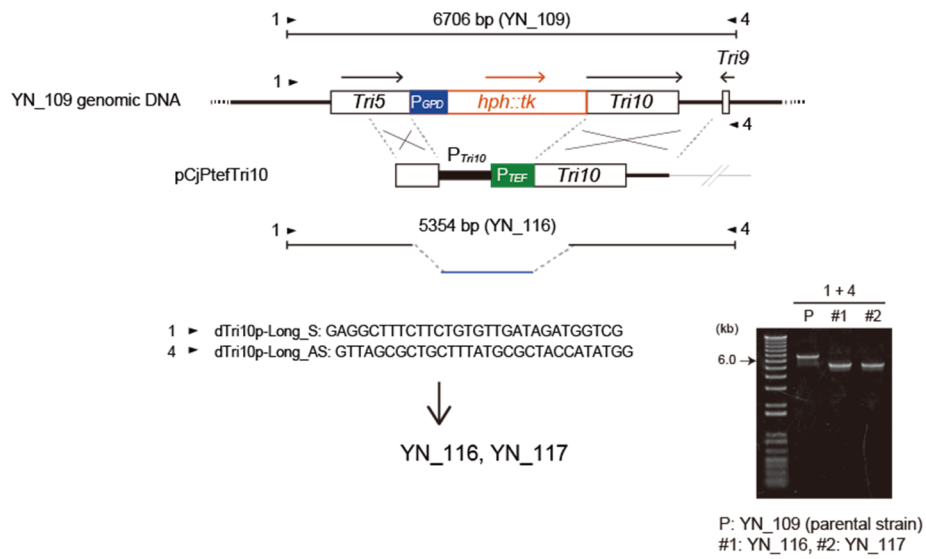 1 ► 6706 bp (YN_109) ◄ 4
Tri9
1 ►
YN_109 genomic DNA Tri5 PGPD hph::tk Tri10
◄ 4
PTri10
pCjPtefTri10 PTEF Tri10
1 ► 5354 bp (YN_116) ◄ 4
1 ► dTri10p-Long_S: GAGGCTTTCTTCTGTGTTGATAGATGGTCG
4 ► dTri10p-Long_AS: GTTAGCGCTGCTTTATGCGCTACCATATGG
YN_116, YN_117
1 + 4
P #1 #2
(kb)
6.0
P: YN_109 (parental strain)
#1: YN_116, #2: YN_117